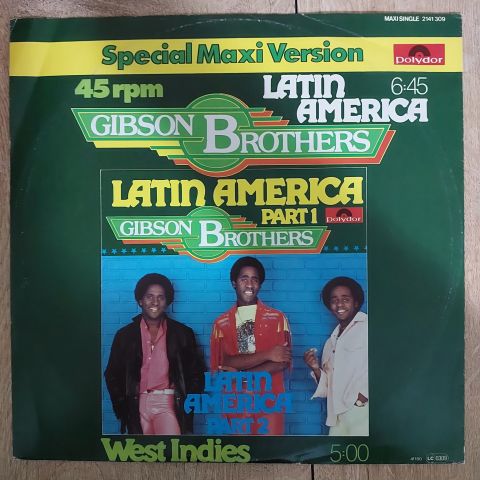 MAXI SINGLE 2141 309
Special Maxi Version
Polydor
45 rpm
LATIN AMERICA
6:45
GIBSON BROTHERS
LATIN AMERICA
PART 1
Polydor
GIBSON BROTHERS
LATIN
AMERICA
PART 2
West Indies
5:00
LC 0309